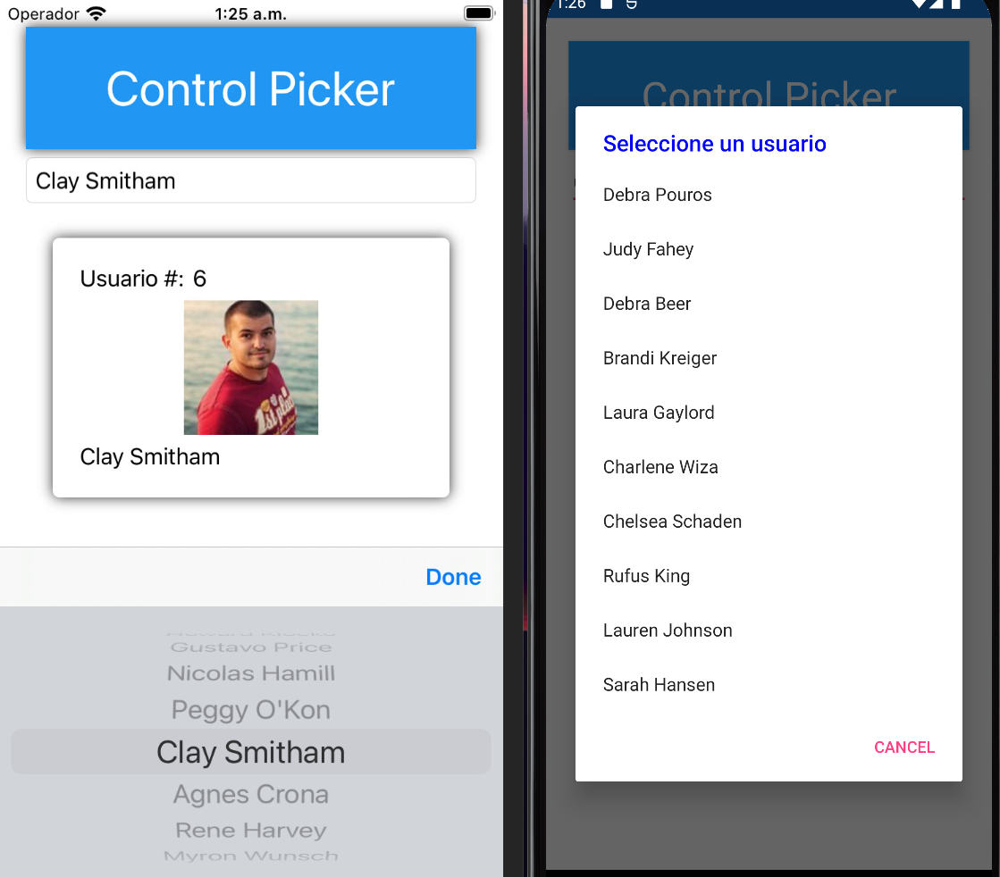 Operador 1:25 a.m.
Control Picker
Clay Smitham
Usuario #: 6
1st pla
Clay Smitham
Done
Gustavo Price
Nicolas Hamill
Peggy O'Kon
Clay Smitham
Agnes Crona
Rene Harvey
Myron Wunsch
1:26
Control Picker
Seleccione un usuario
Debra Pouros
Judy Fahey
Debra Beer
Brandi Kreiger
Laura Gaylord
Charlene Wiza
Chelsea Schaden
Rufus King
Lauren Johnson
Sarah Hansen
CANCEL